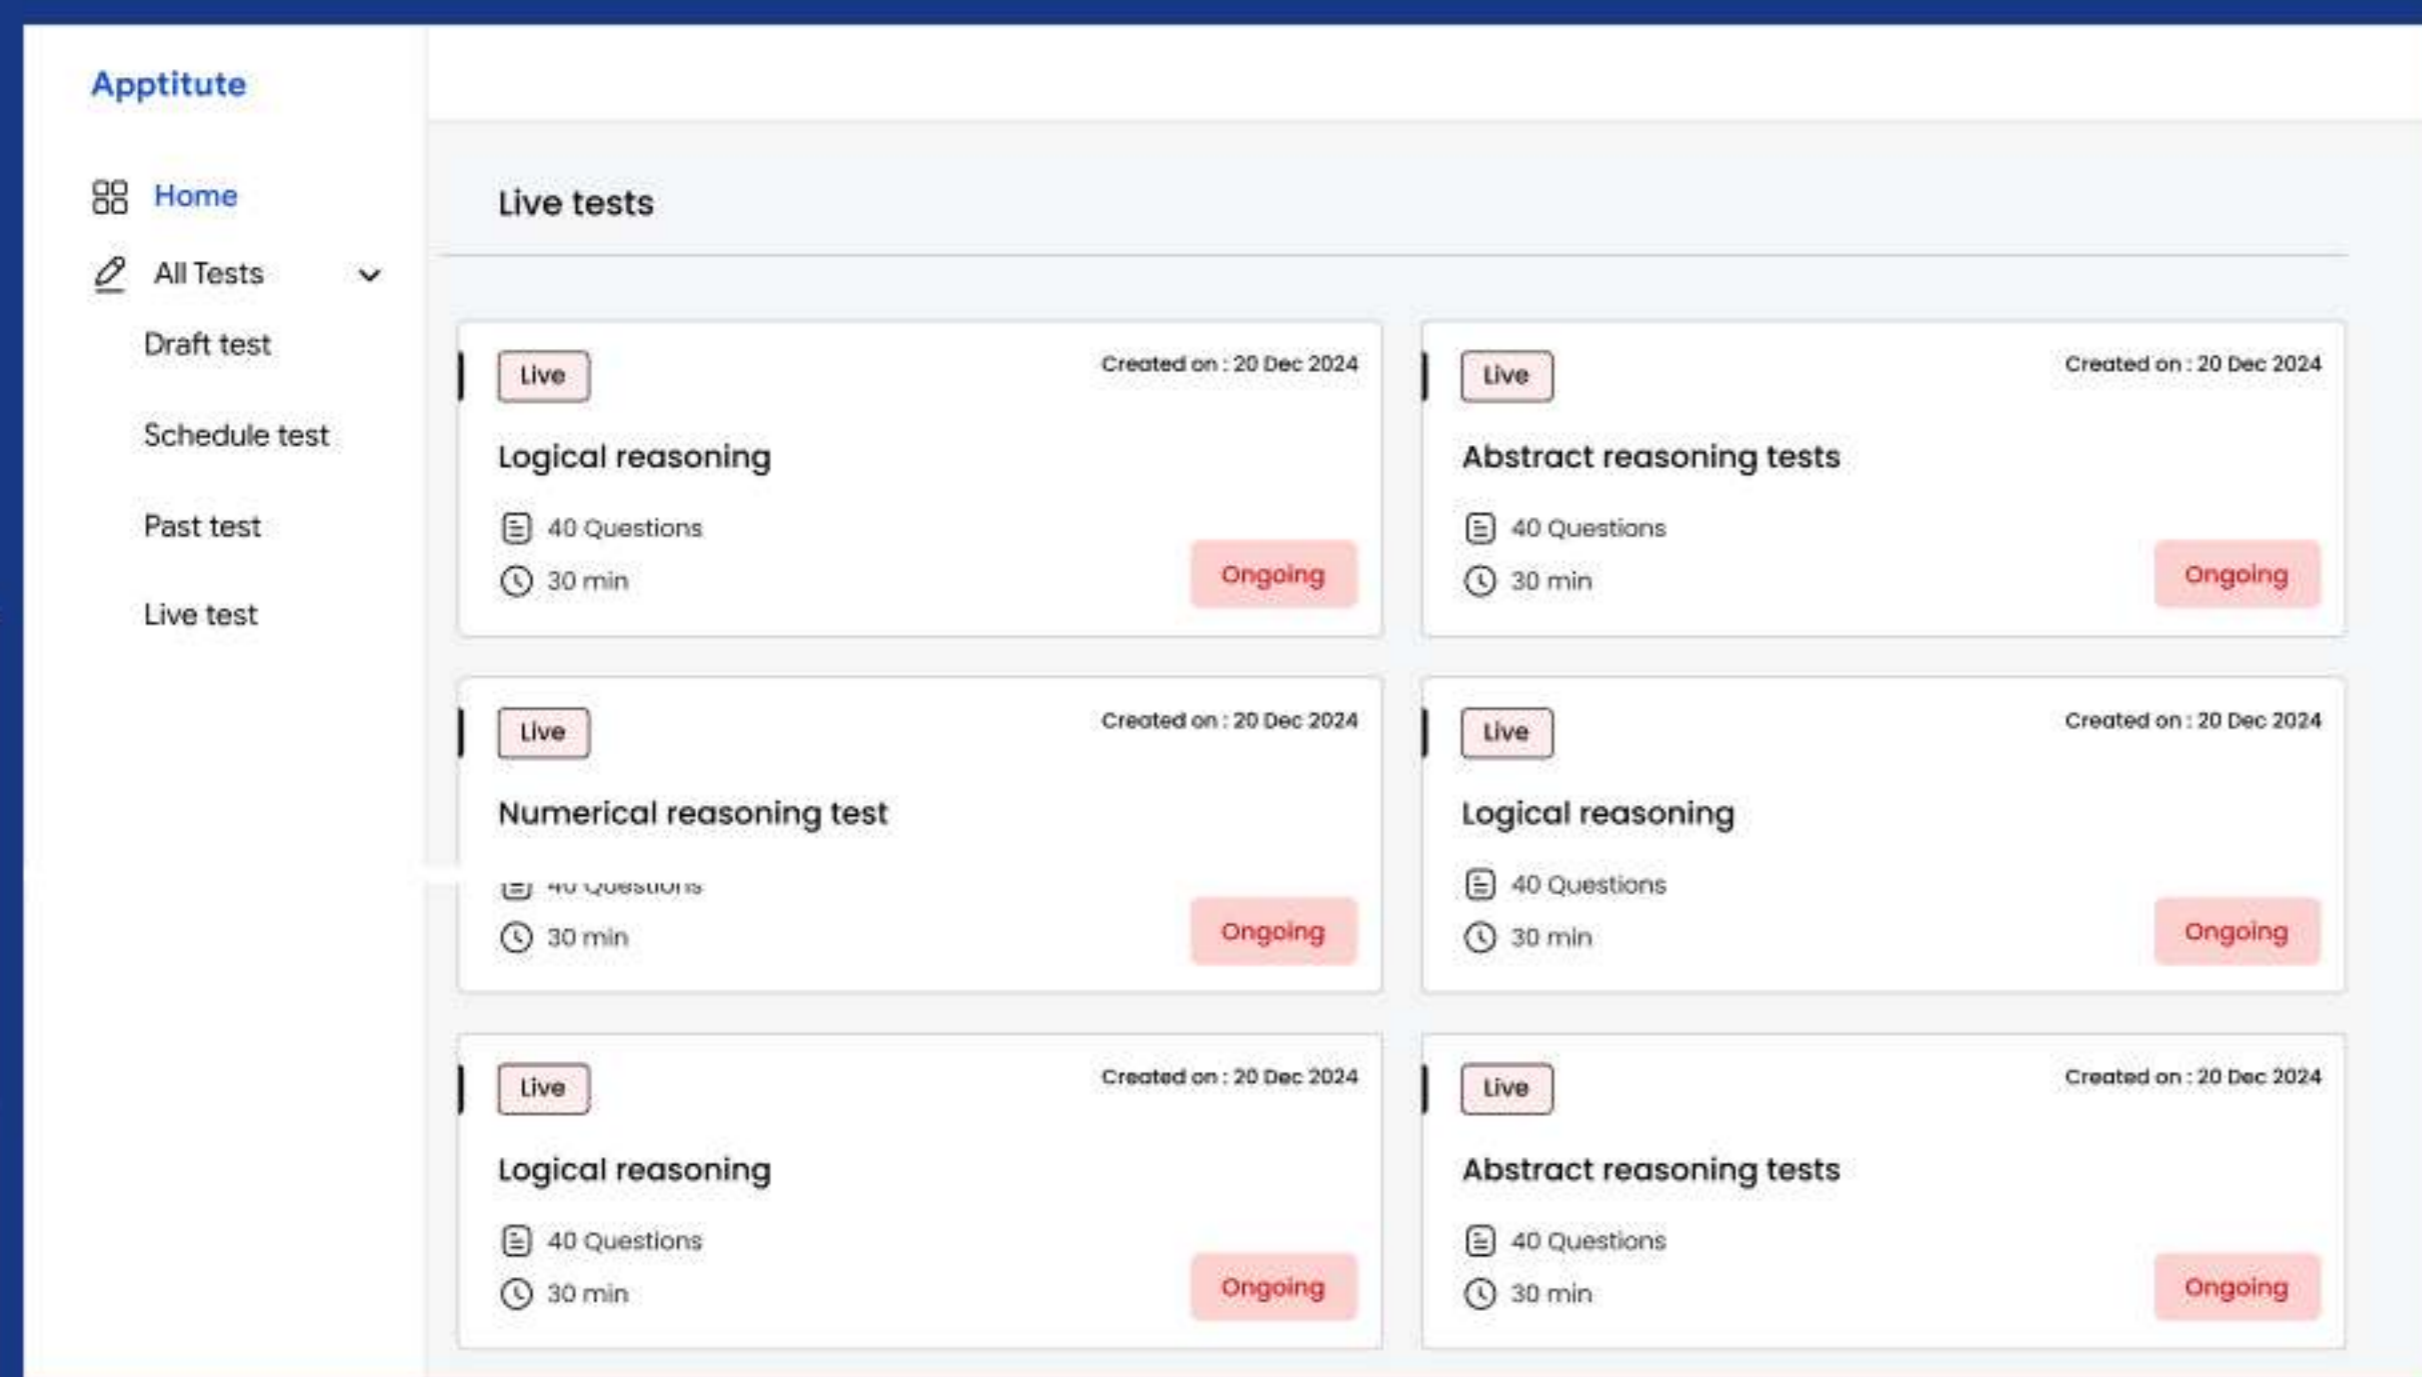 Apptitute
Home
All Tests
Draft test
Schedule test
Past test
Live test
Live tests
Live
Created on : 20 Dec 2024
Logical reasoning
40 Questions
30 min
Ongoing
Live
Created on : 20 Dec 2024
Abstract reasoning tests
40 Questions
30 min
Ongoing
Live
Created on : 20 Dec 2024
Numerical reasoning test
40 Questions
30 min
Ongoing
Live
Created on : 20 Dec 2024
Logical reasoning
40 Questions
30 min
Ongoing
Live
Created on : 20 Dec 2024
Logical reasoning
40 Questions
30 min
Ongoing
Live
Created on : 20 Dec 2024
Abstract reasoning tests
40 Questions
30 min
Ongoing